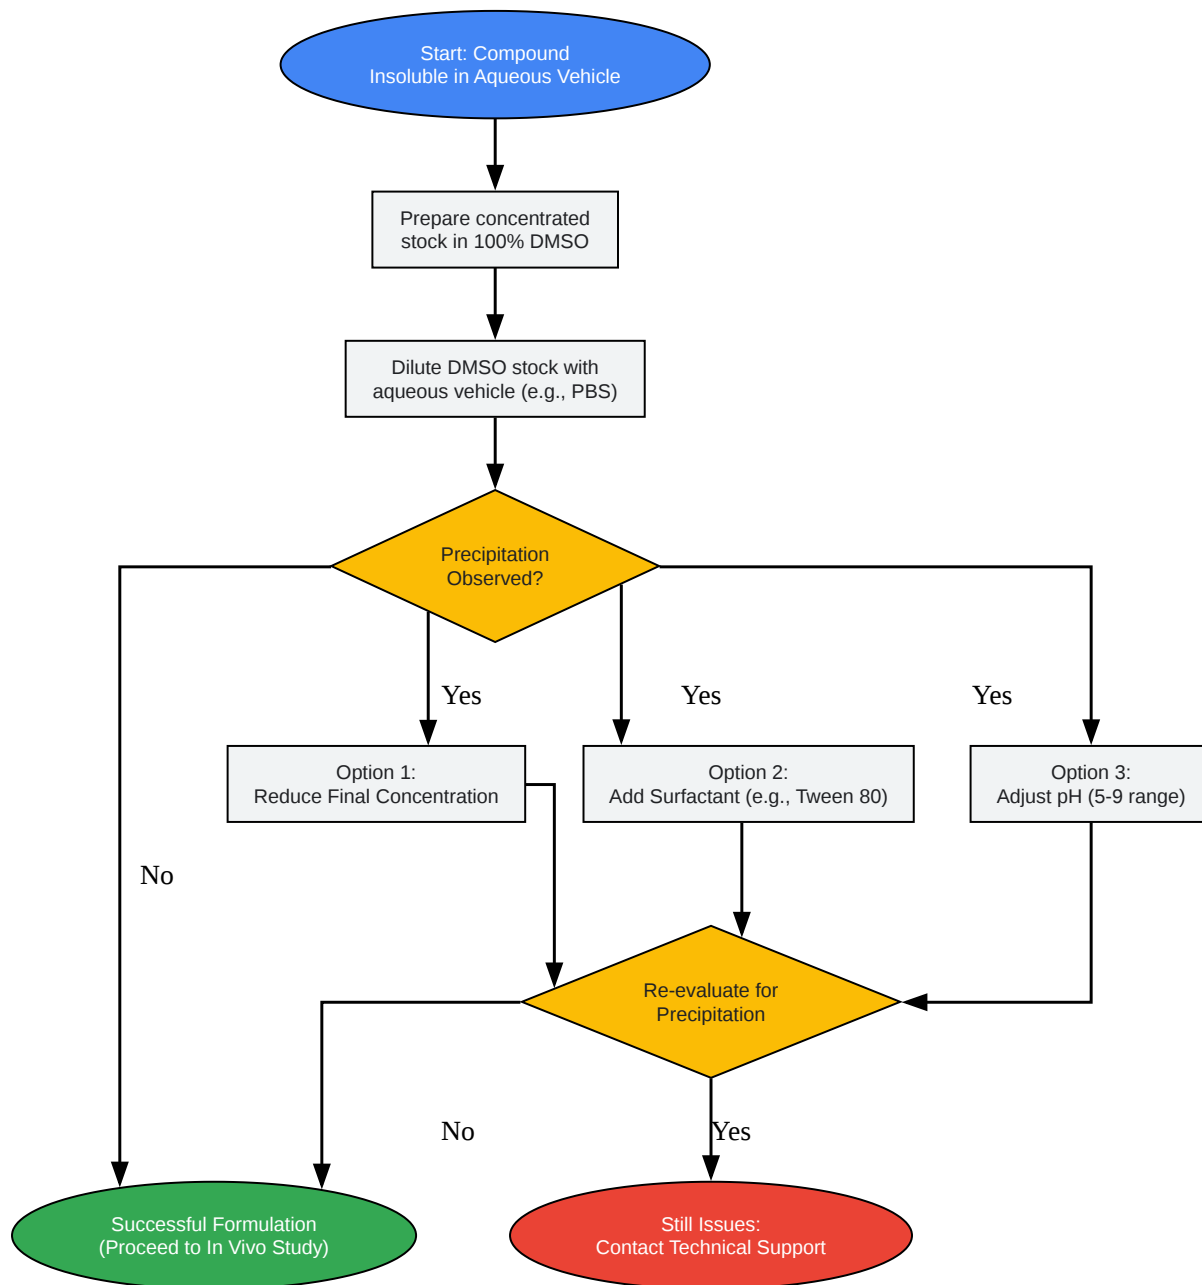 Start: Compound
Insoluble in Aqueous Vehicle
Prepare concentrated
stock in 100% DMSO
Dilute DMSO stock with
aqueous vehicle (e.g., PBS)
Precipitation
Observed?
Yes
Yes
Yes
Option 1:
Reduce Final Concentration
Option 2:
Add Surfactant (e.g., Tween 80)
Option 3:
Adjust pH (5-9 range)
No
Re-evaluate for
Precipitation
No
Yes
Successful Formulation
(Proceed to In Vivo Study)
Still Issues:
Contact Technical Support